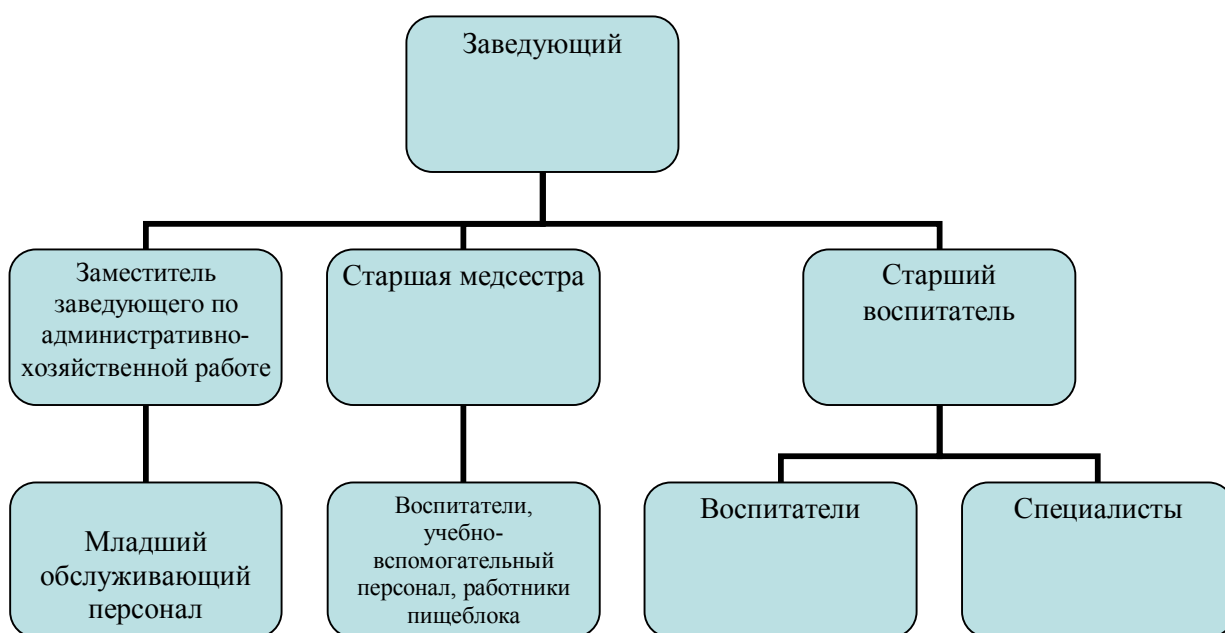 Заведующий
Заместитель
заведующего по
административно-
хозяйственной работе
Старшая медсестра
Старший
воспитатель
Младший
обслуживающий
персонал
Воспитатели,
учебно-
вспомогательный
персонал, работники
пищеблока
Воспитатели
Специалисты